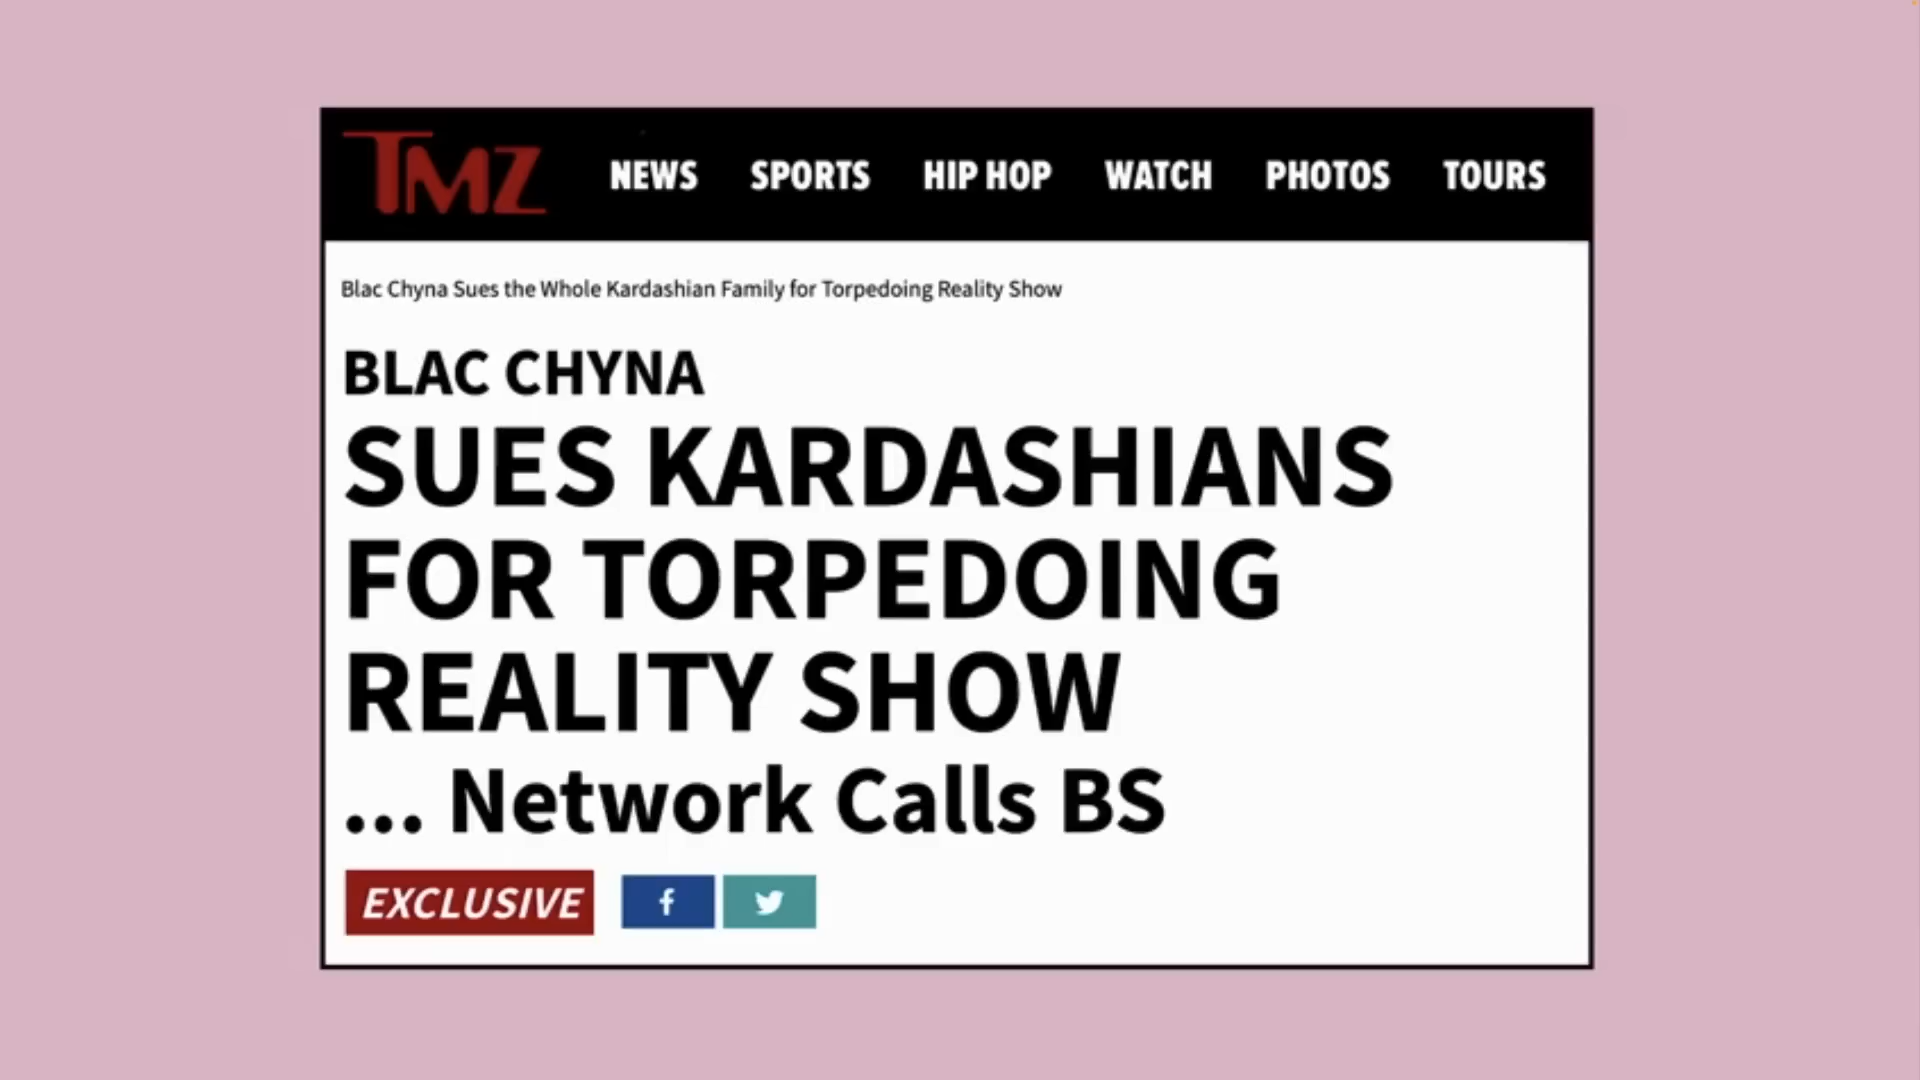 TMZ NEWS SPORTS HIP HOP WATCH PHOTOS TOURS
Blac Chyna Sues the Whole Kardashian Family for Torpedoing Reality Show
BLAC CHYNA
SUES KARDASHIANS
FOR TORPEDOING
REALITY SHOW
... Network Calls BS
EXCLUSIVE f